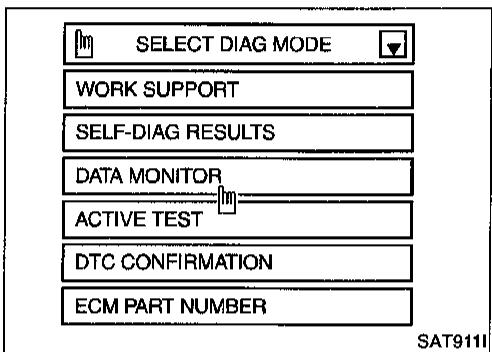 SELECT DIAG MODE
WORK SUPPORT
SELF-DIAG RESULTS
DATA MONITOR
ACTIVE TEST
DTC CONFIRMATION
ECM PART NUMBER
SAT911I